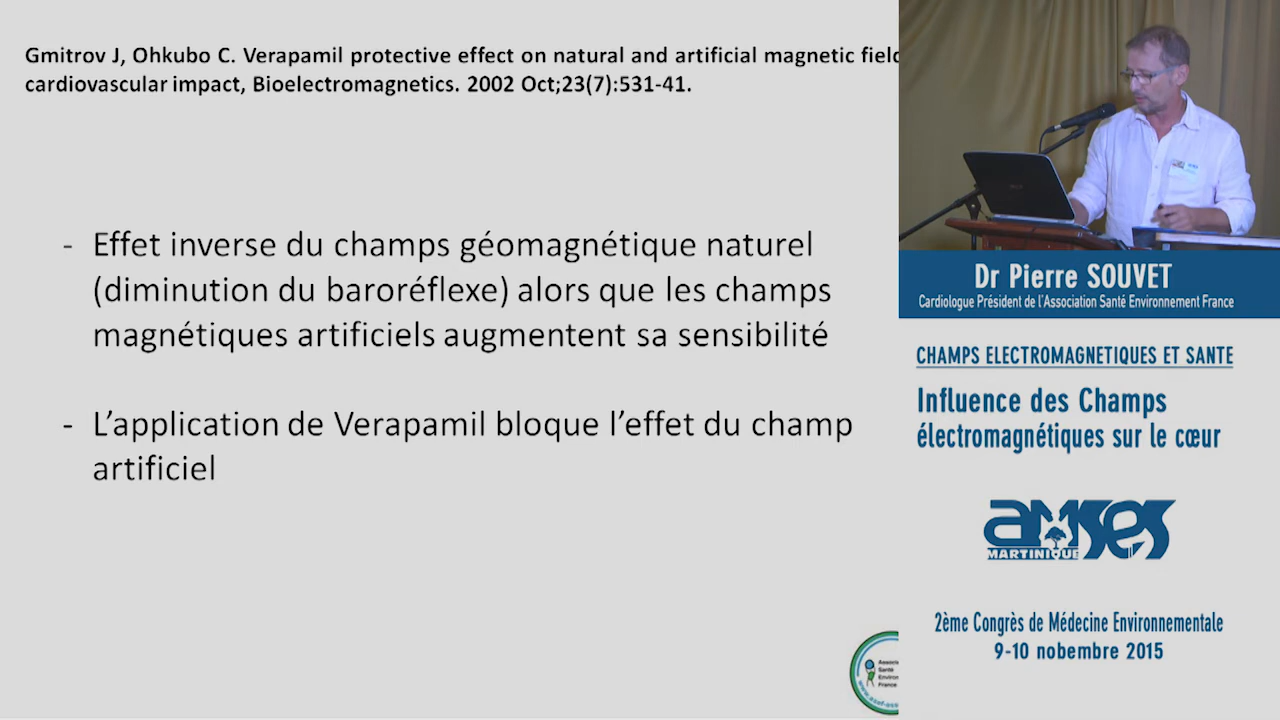 Gmitrov J, Ohkubo C. Verapamil protective effect on natural and artificial magnetic field
cardiovascular impact, Bioelectromagnetics. 2002 Oct;23(7):531-41.
- Effet inverse du champs géomagnétique naturel
(diminution du baroréflexe) alors que les champs
magnétiques artificiels augmentent sa sensibilité
- L'application de Verapamil bloque l'effet du champ
artificiel
Dr Pierre SOUVET
Cardiologue Président de l'Association Santé Environnement France
CHAMPS ELECTROMAGNETIQUES ET SANTE
Influence des Champs
électromagnétiques sur le cœur
AMSES
MARTINIQUE
2ème Congrès de Médecine Environnementale
9-10 nobembre 2015
Santé
France